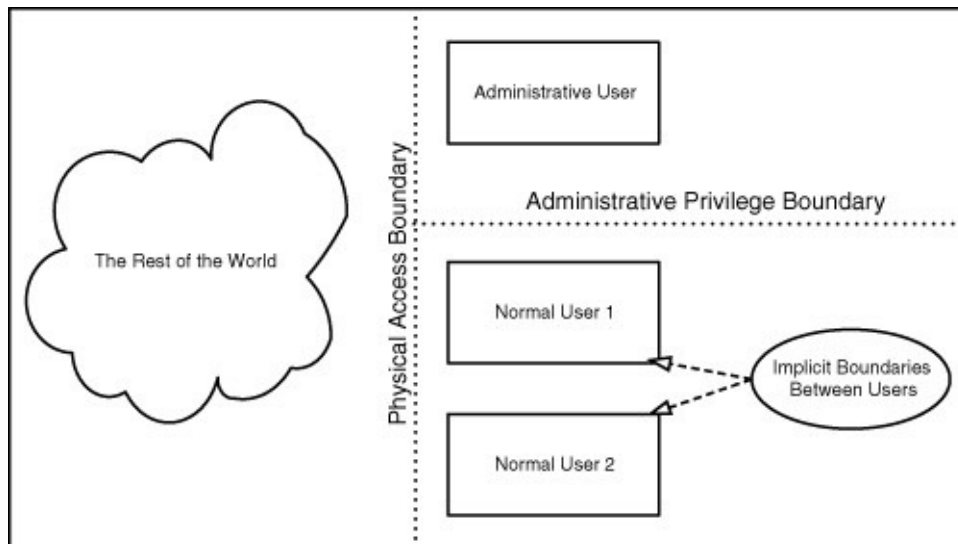 Administrative User
Physical Access Boundary
Administrative Privilege Boundary
The Rest of the World
Normal User 1
Implicit Boundaries
Between Users
Normal User 2